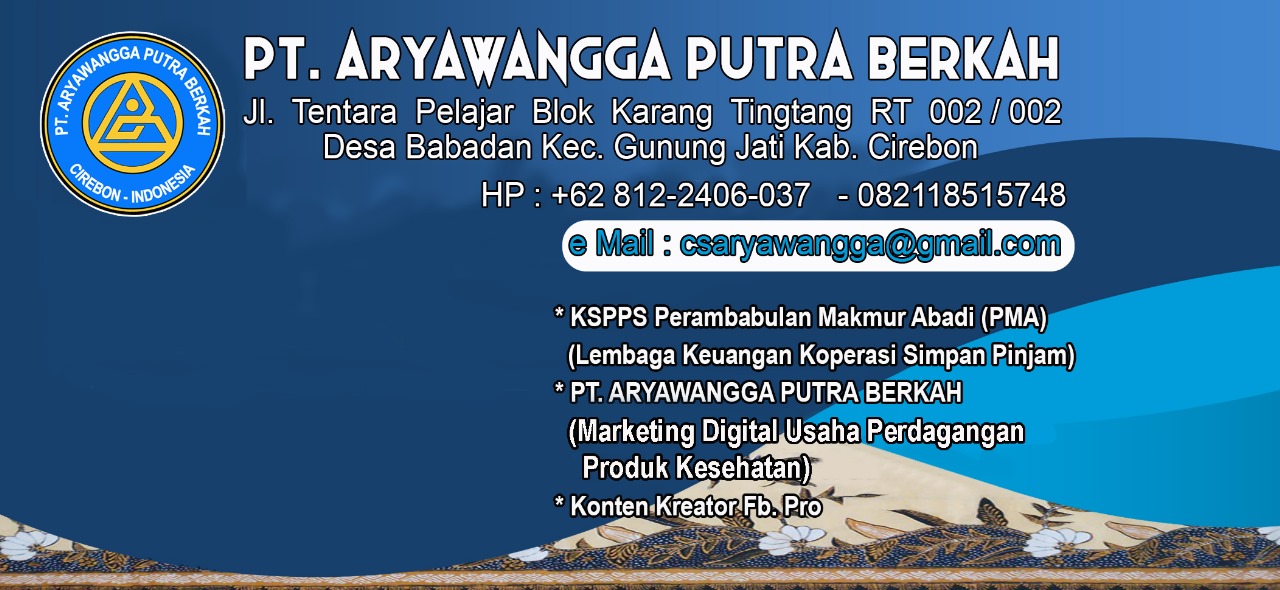 PT. ARYAWANGGA PUTRA BERKAH
CIREBON - INDONESIA
PT. ARYAWANGGA PUTRA BERKAH
Jl. Tentara Pelajar Blok Karang Tingtang RT 002 / 002
Desa Babadan Kec. Gunung Jati Kab. Cirebon
HP : +62 812-2406-037 - 082118515748
e Mail : csaryawangga@gmail.com
* KSPPS Perambabulan Makmur Abadi (PMA)
(Lembaga Keuangan Koperasi Simpan Pinjam)
* PT. ARYAWANGGA PUTRA BERKAH
(Marketing Digital Usaha Perdagangan
Produk Kesehatan)
* Konten Kreator Fb. Pro